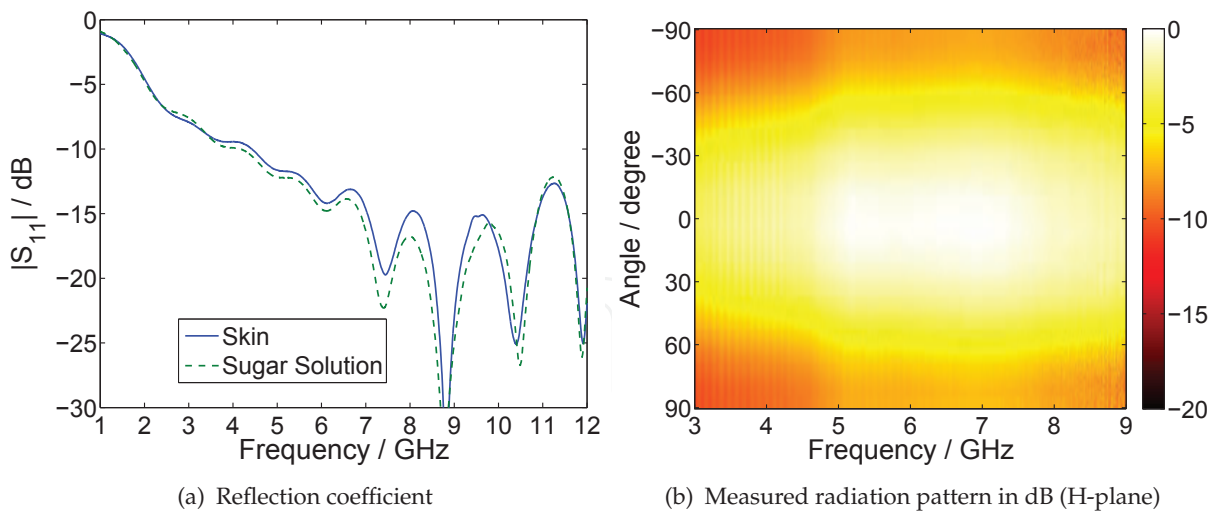 0
−5
−10
−15
−20
−25
−30
|S11| / dB
Skin
Sugar Solution
1 2 3 4 5 6 7 8 9 10 11 12
Frequency / GHz
(a) Reflection coefficient
−90
−60
−30
0
30
60
90
Angle / degree
3 4 5 6 7 8 9
Frequency / GHz
0
−5
−10
−15
−20
(b) Measured radiation pattern in dB (H-plane)